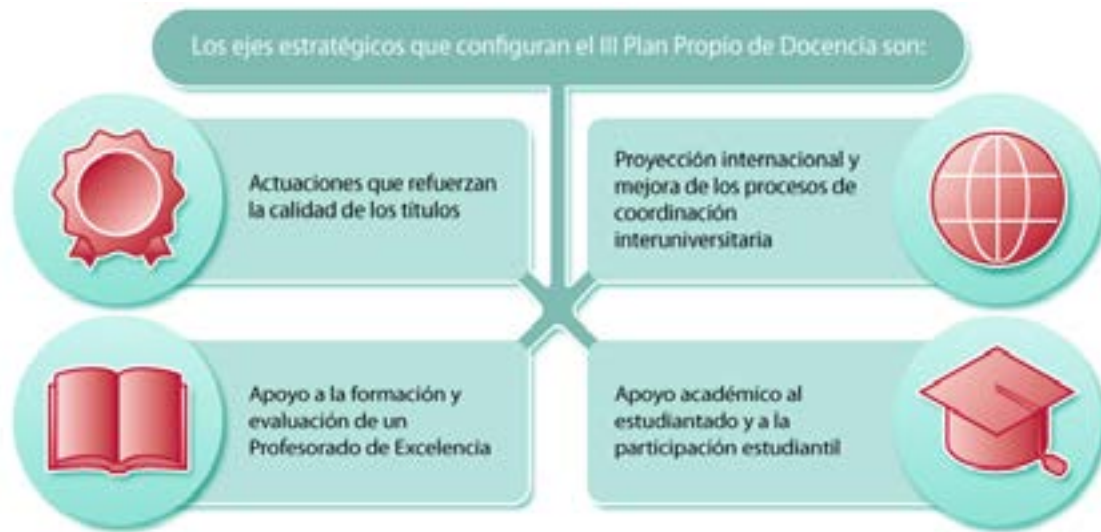 Los ejes estratégicos que configuran el III Plan Propio de Docencia son:
Actuaciones que refuerzan
la calidad de los títulos
Proyección internacional y
mejora de los procesos de
coordinación
interuniversitaria
Apoyo a la formación y
evaluación de un
Profesorado de Excelencia
Apoyo académico al
estudiantado y a la
participación estudiantil